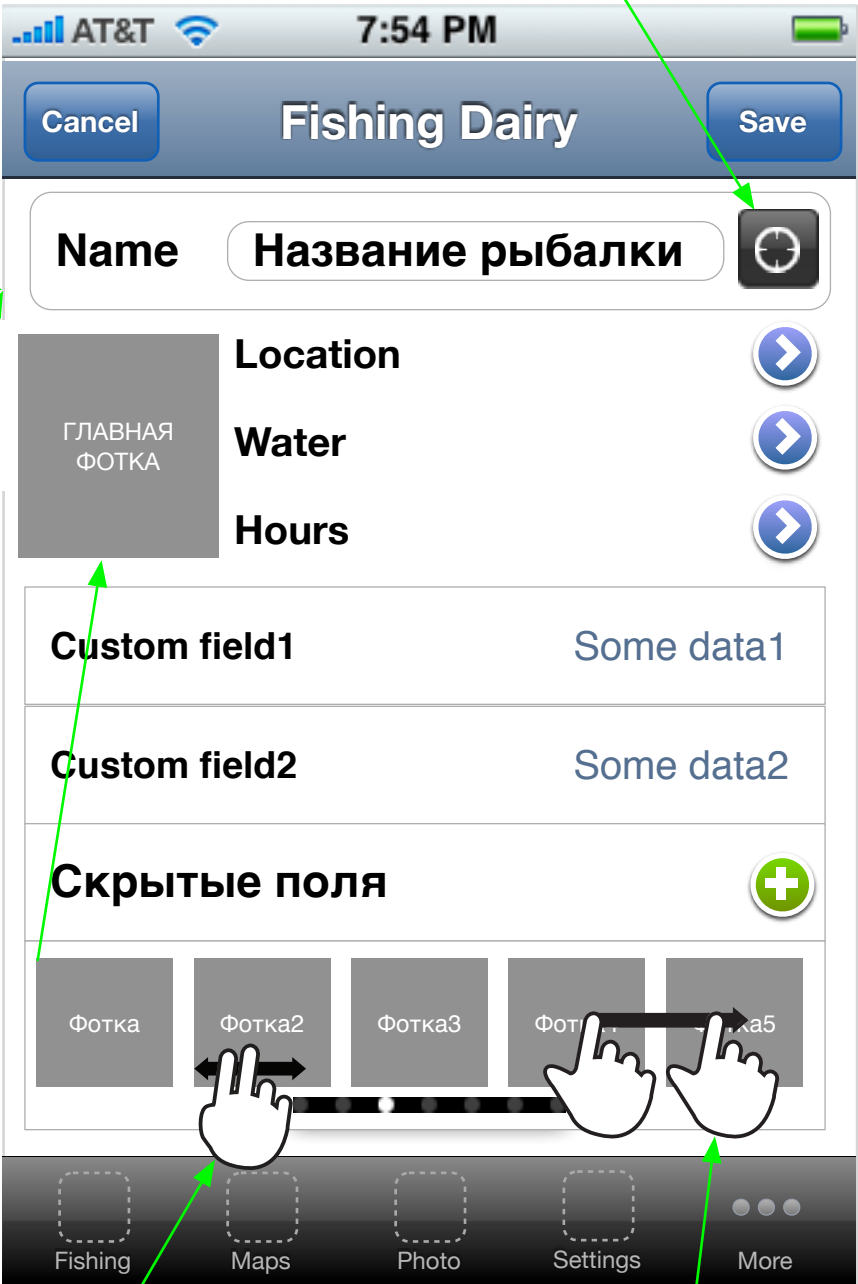 AT&T 7:54 PM
Cancel Fishing Dairy Save
Name Название рыбалки
ГЛАВНАЯ
ФОТКА
Location
Water
Hours
Custom field1 Some data1
Custom field2 Some data2
Скрытые поля
Фотка Фотка2 Фотка3
Fishing Maps Photo Settings More